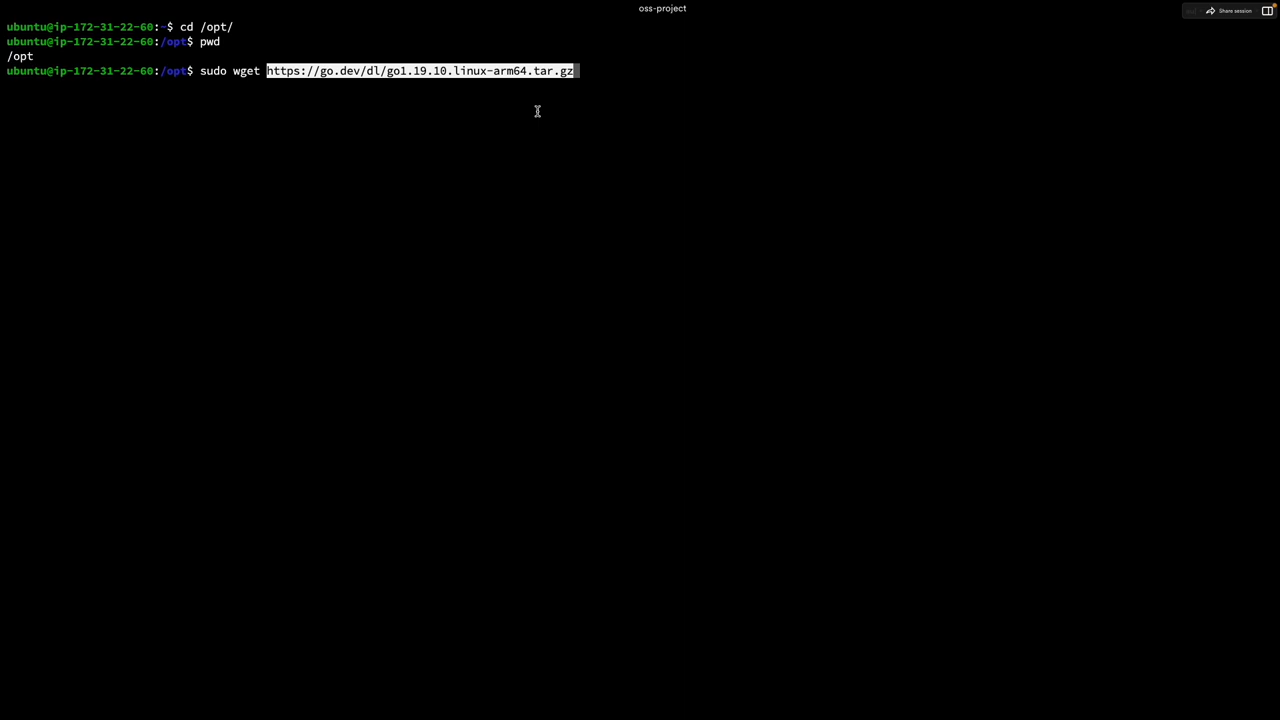 oss-project
Share session
ubuntu@ip-172-31-22-60:~$ cd /opt/
ubuntu@ip-172-31-22-60:/opt$ pwd
/opt
ubuntu@ip-172-31-22-60:/opt$ sudo wget https://go.dev/dl/go1.19.10.linux-arm64.tar.gz